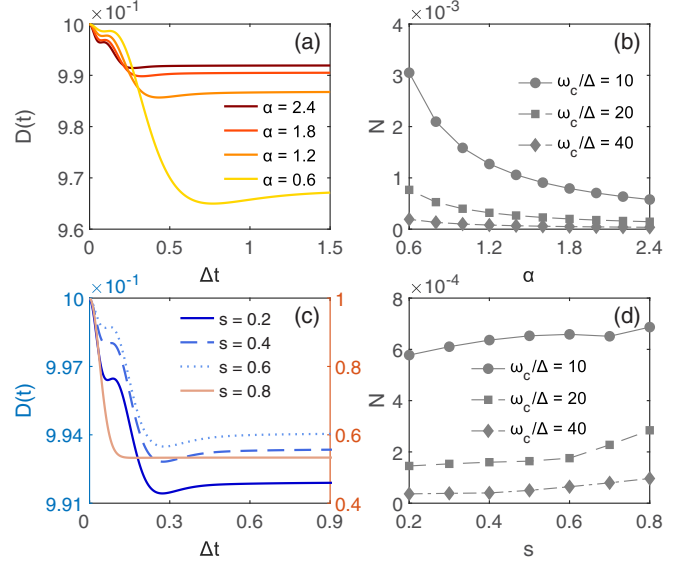 ×10⁻¹
(a)
10
9.9
9.8
9.7
9.6
D(t)
α = 2.4
α = 1.8
α = 1.2
α = 0.6
0
0.5
1
1.5
Δt
×10⁻³
(b)
6
4
2
0
N
ω_c/Δ = 10
ω_c/Δ = 20
ω_c/Δ = 40
0.6
1.2
1.8
2.4
α
×10⁻¹
(c)
10
9.97
9.94
9.91
D(t)
s = 0.2
s = 0.4
s = 0.6
s = 0.8
1
0.8
0.6
0.4
0
0.3
0.6
0.9
Δt
×10⁻⁴
(d)
8
6
4
2
0
N
ω_c/Δ = 10
ω_c/Δ = 20
ω_c/Δ = 40
0.2
0.4
0.6
0.8
s